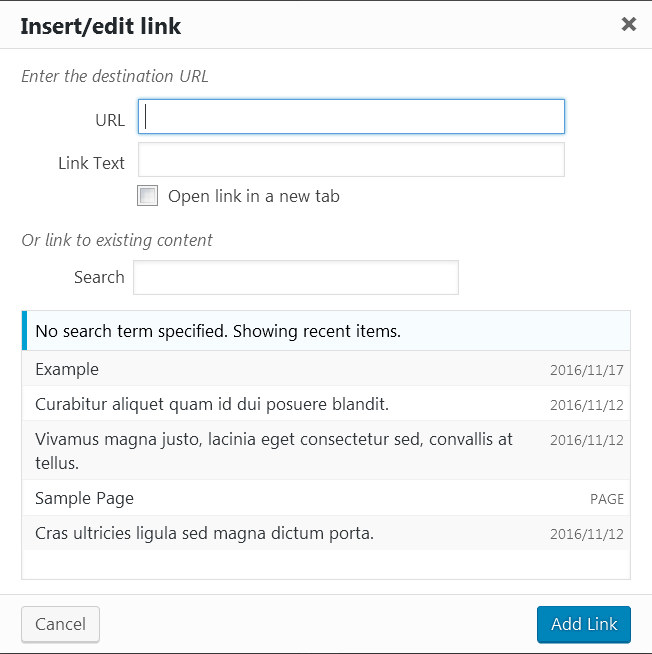 Insert/edit link
Enter the destination URL
URL
Link Text
Open link in a new tab
Or link to existing content
Search
No search term specified. Showing recent items.
Example 2016/11/17
Curabitur aliquet quam id dui posuere blandit. 2016/11/12
Vivamus magna justo, lacinia eget consectetur sed, convallis at 2016/11/12
tellus.
Sample Page PAGE
Cras ultricies ligula sed magna dictum porta. 2016/11/12
Cancel Add Link